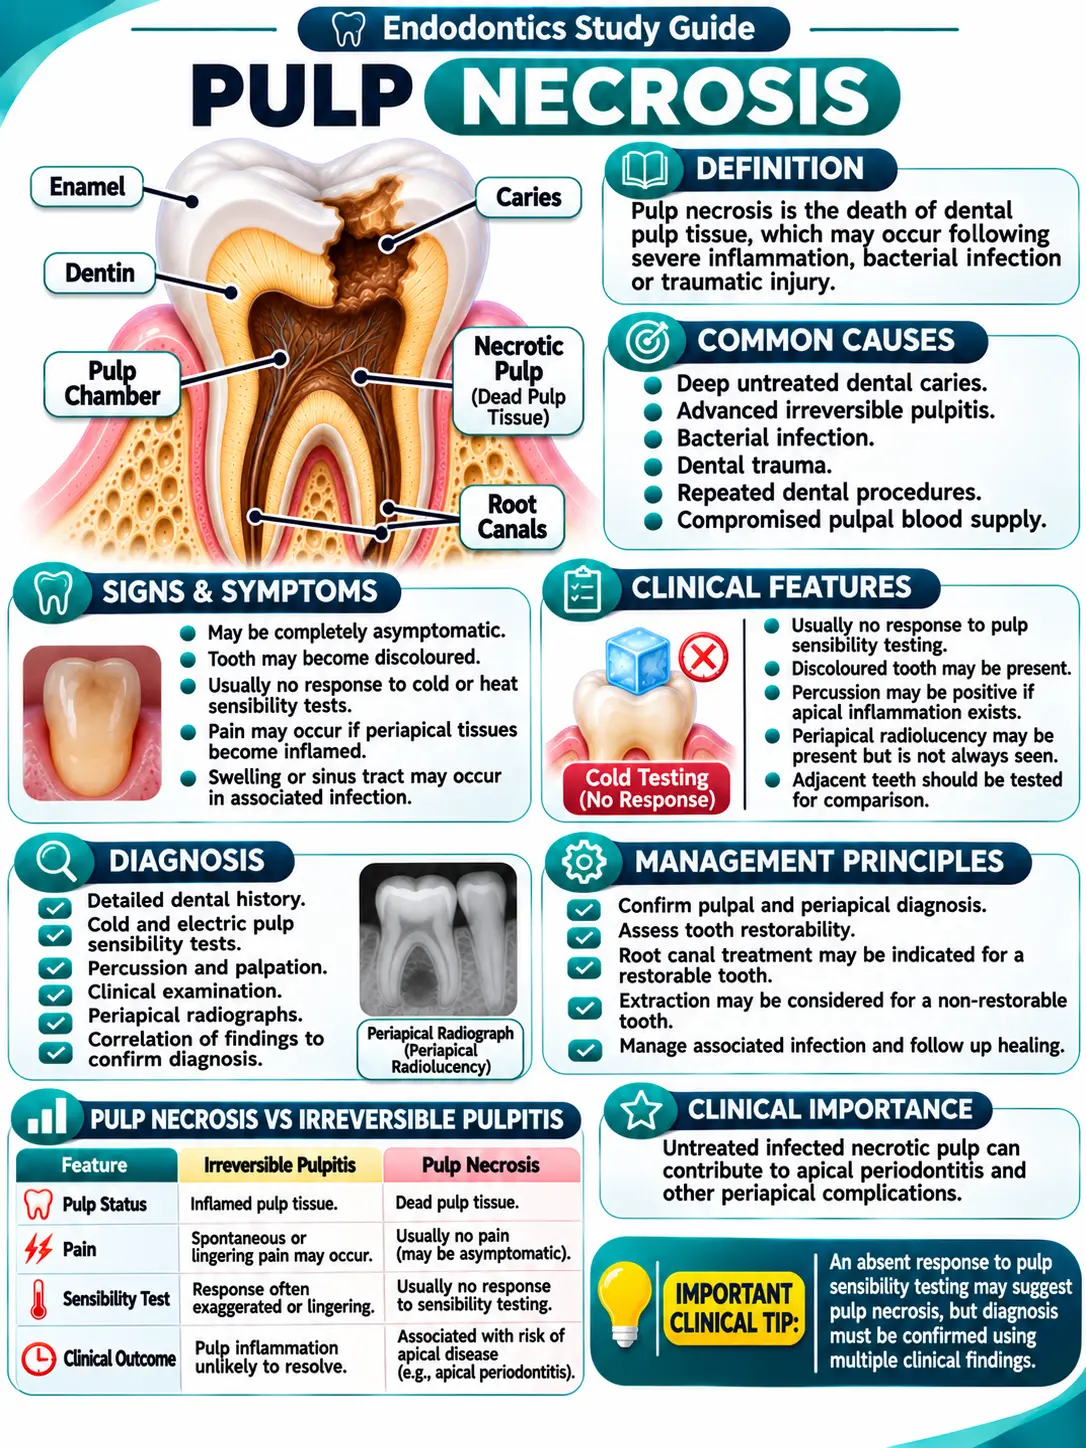 Endodontics Study Guide
PULP NECROSIS
Enamel
Dentin
Pulp
Chamber
Caries
Necrotic
Pulp
(Dead Pulp
Tissue)
Root
Canals
DEFINITION
Pulp necrosis is the death of dental
pulp tissue, which may occur following
severe inflammation, bacterial infection
or traumatic injury.
COMMON CAUSES
Deep untreated dental caries.
Advanced irreversible pulpitis.
Bacterial infection.
Dental trauma.
Repeated dental procedures.
Compromised pulpal blood supply.
SIGNS & SYMPTOMS
May be completely asymptomatic.
Tooth may become discoloured.
Usually no response to cold or heat
sensibility tests.
Pain may occur if periapical tissues
become inflamed.
Swelling or sinus tract may occur
in associated infection.
CLINICAL FEATURES
Cold Testing
(No Response)
Usually no response to pulp
sensibility testing.
Discoloured tooth may be present.
Percussion may be positive if
apical inflammation exists.
Periapical radiolucency may be
present but is not always seen.
Adjacent teeth should be tested
for comparison.
DIAGNOSIS
Detailed dental history.
Cold and electric pulp
sensibility tests.
Percussion and palpation.
Clinical examination.
Periapical radiographs.
Correlation of findings to
confirm diagnosis.
Periapical Radiograph
(Periapical
Radiolucency)
MANAGEMENT PRINCIPLES
Confirm pulpal and periapical diagnosis.
Assess tooth restorability.
Root canal treatment may be indicated for a
restorable tooth.
Extraction may be considered for a non-restorable
tooth.
Manage associated infection and follow up healing.
PULP NECROSIS VS IRREVERSIBLE PULPITIS
Feature Irreversible Pulpitis Pulp Necrosis
Pulp Status Inflamed pulp tissue. Dead pulp tissue.
Pain
Spontaneous or
lingering pain may occur.
Usually no pain
(may be asymptomatic).
Sensibility Test
Response often
exaggerated or lingering.
Usually no response
to sensibility testing.
Clinical Outcome
Pulp inflammation
unlikely to resolve.
Associated with risk of
apical disease
(e.g., apical periodontitis).
CLINICAL IMPORTANCE
Untreated infected necrotic pulp can
contribute to apical periodontitis and
other periapical complications.
IMPORTANT
CLINICAL TIP:
An absent response to pulp
sensibility testing may suggest
pulp necrosis, but diagnosis
must be confirmed using
multiple clinical findings.